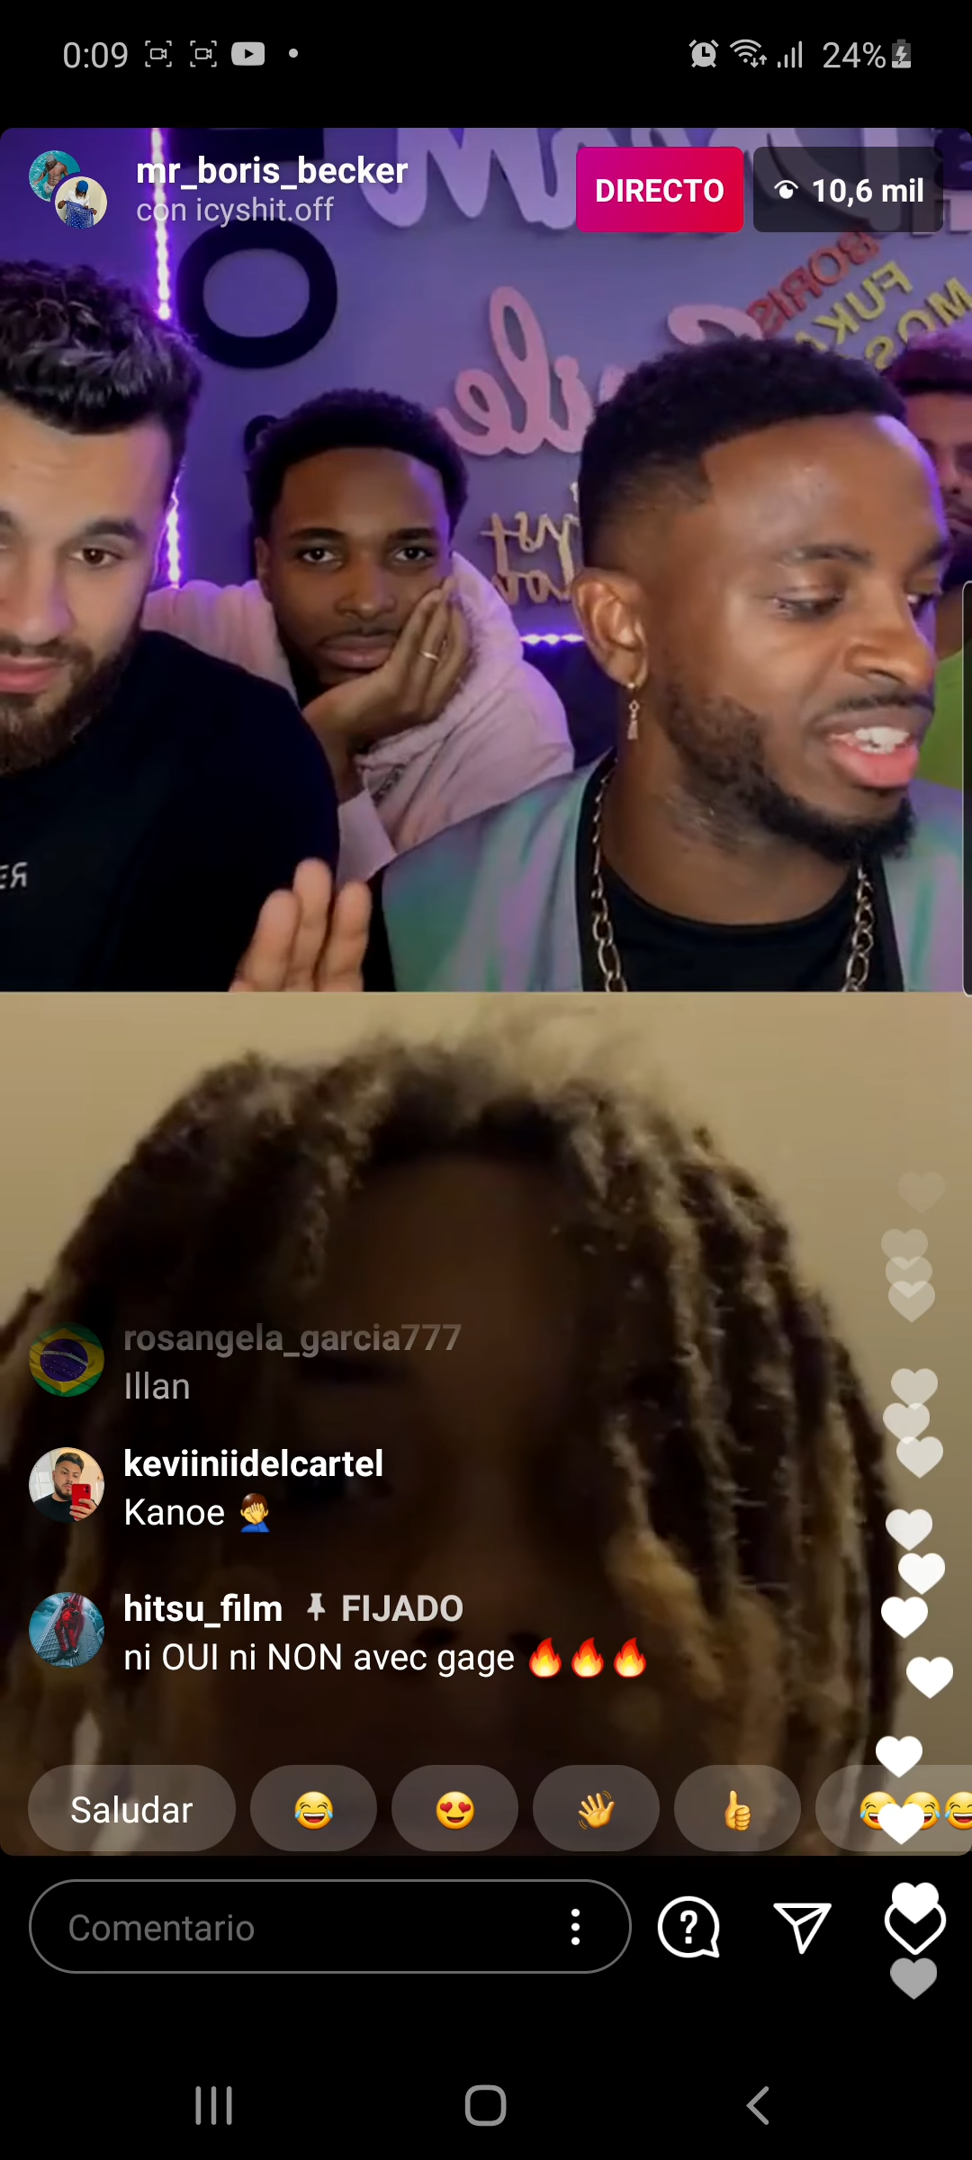 0:09
24%
mr_boris_becker
con icyshit.off
DIRECTO
10,6 mil
BORIS
rosangela_garcia777
Illan
keviiniidelcartel
Kanoe 🤦‍♂️
hitsu_film FIJADO
ni OUI ni NON avec gage 🔥🔥🔥
Saludar
😂 😍 👋 👍 😂😂😂
Comentario